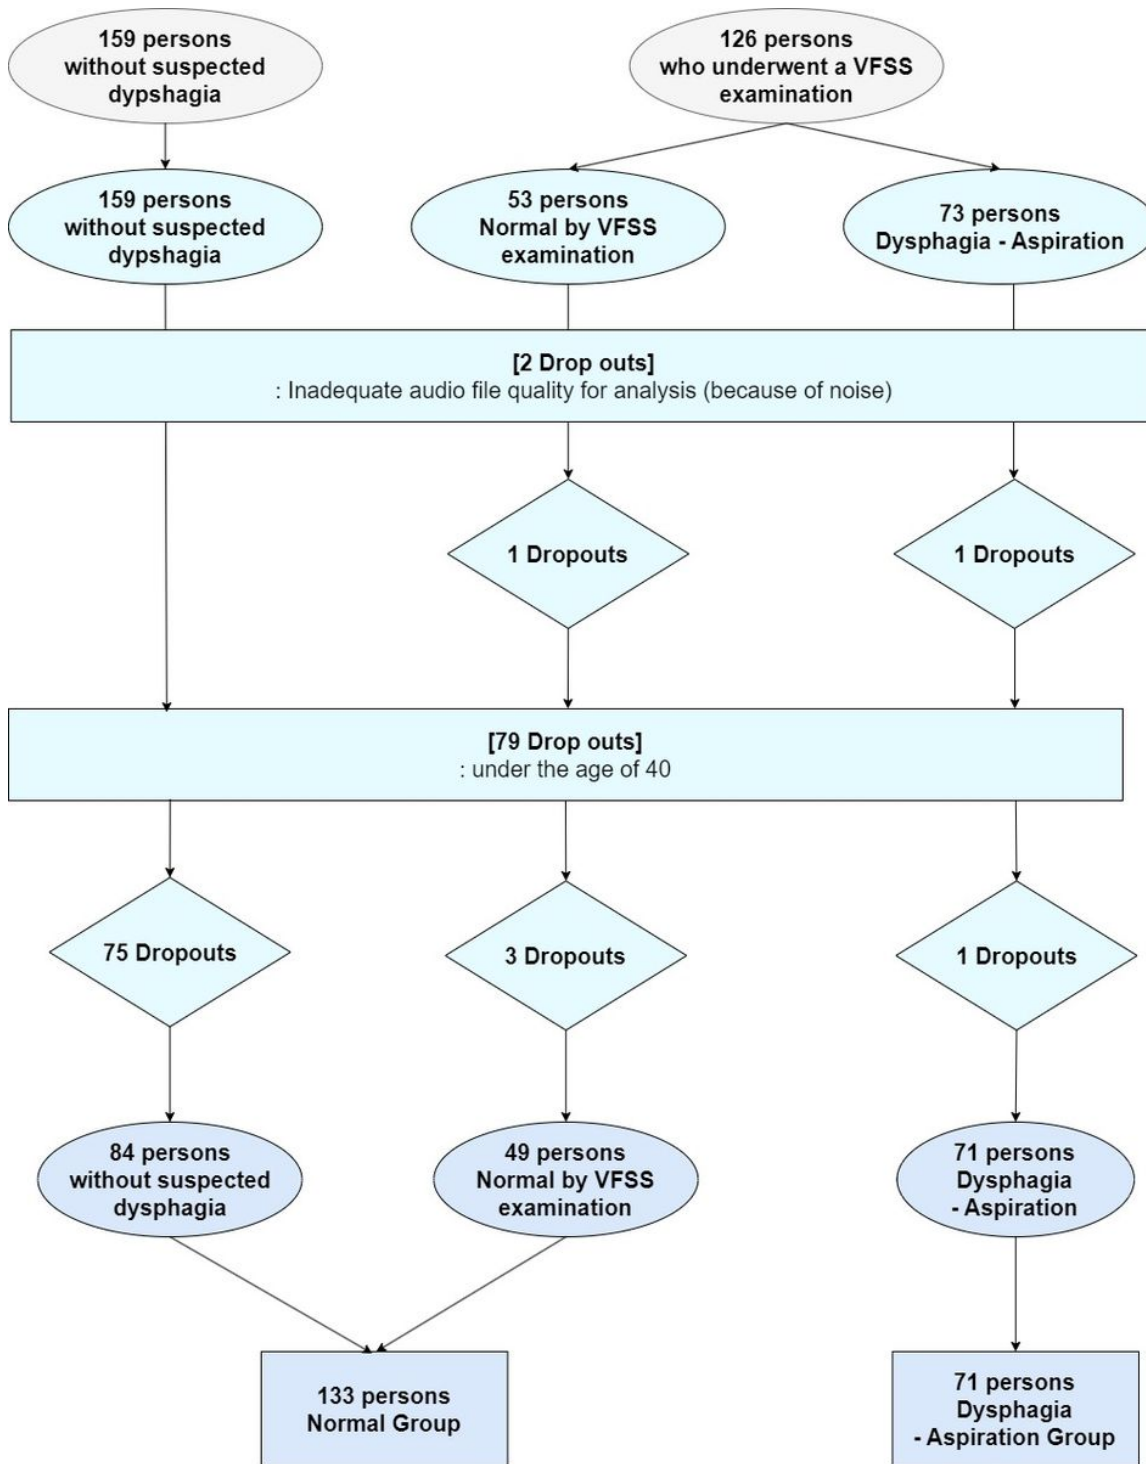 159 persons
without suspected
dypshagia
126 persons
who underwent a VFSS
examination
159 persons
without suspected
dypshagia
53 persons
Normal by VFSS
examination
73 persons
Dysphagia - Aspiration
[2 Drop outs]
: Inadequate audio file quality for analysis (because of noise)
1 Dropouts
1 Dropouts
[79 Drop outs]
: under the age of 40
75 Dropouts
3 Dropouts
1 Dropouts
84 persons
without suspected
dysphagia
49 persons
Normal by VFSS
examination
71 persons
Dysphagia
- Aspiration
133 persons
Normal Group
71 persons
Dysphagia
- Aspiration Group